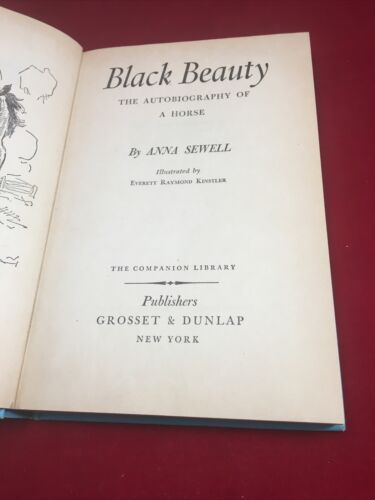 Black Beauty
THE AUTOBIOGRAPHY OF
A HORSE
By ANNA SEWELL
Illustrated by
EVERETT RAYMOND KINSTLER
THE COMPANION LIBRARY
Publishers
GROSSET & DUNLAP
NEW YORK